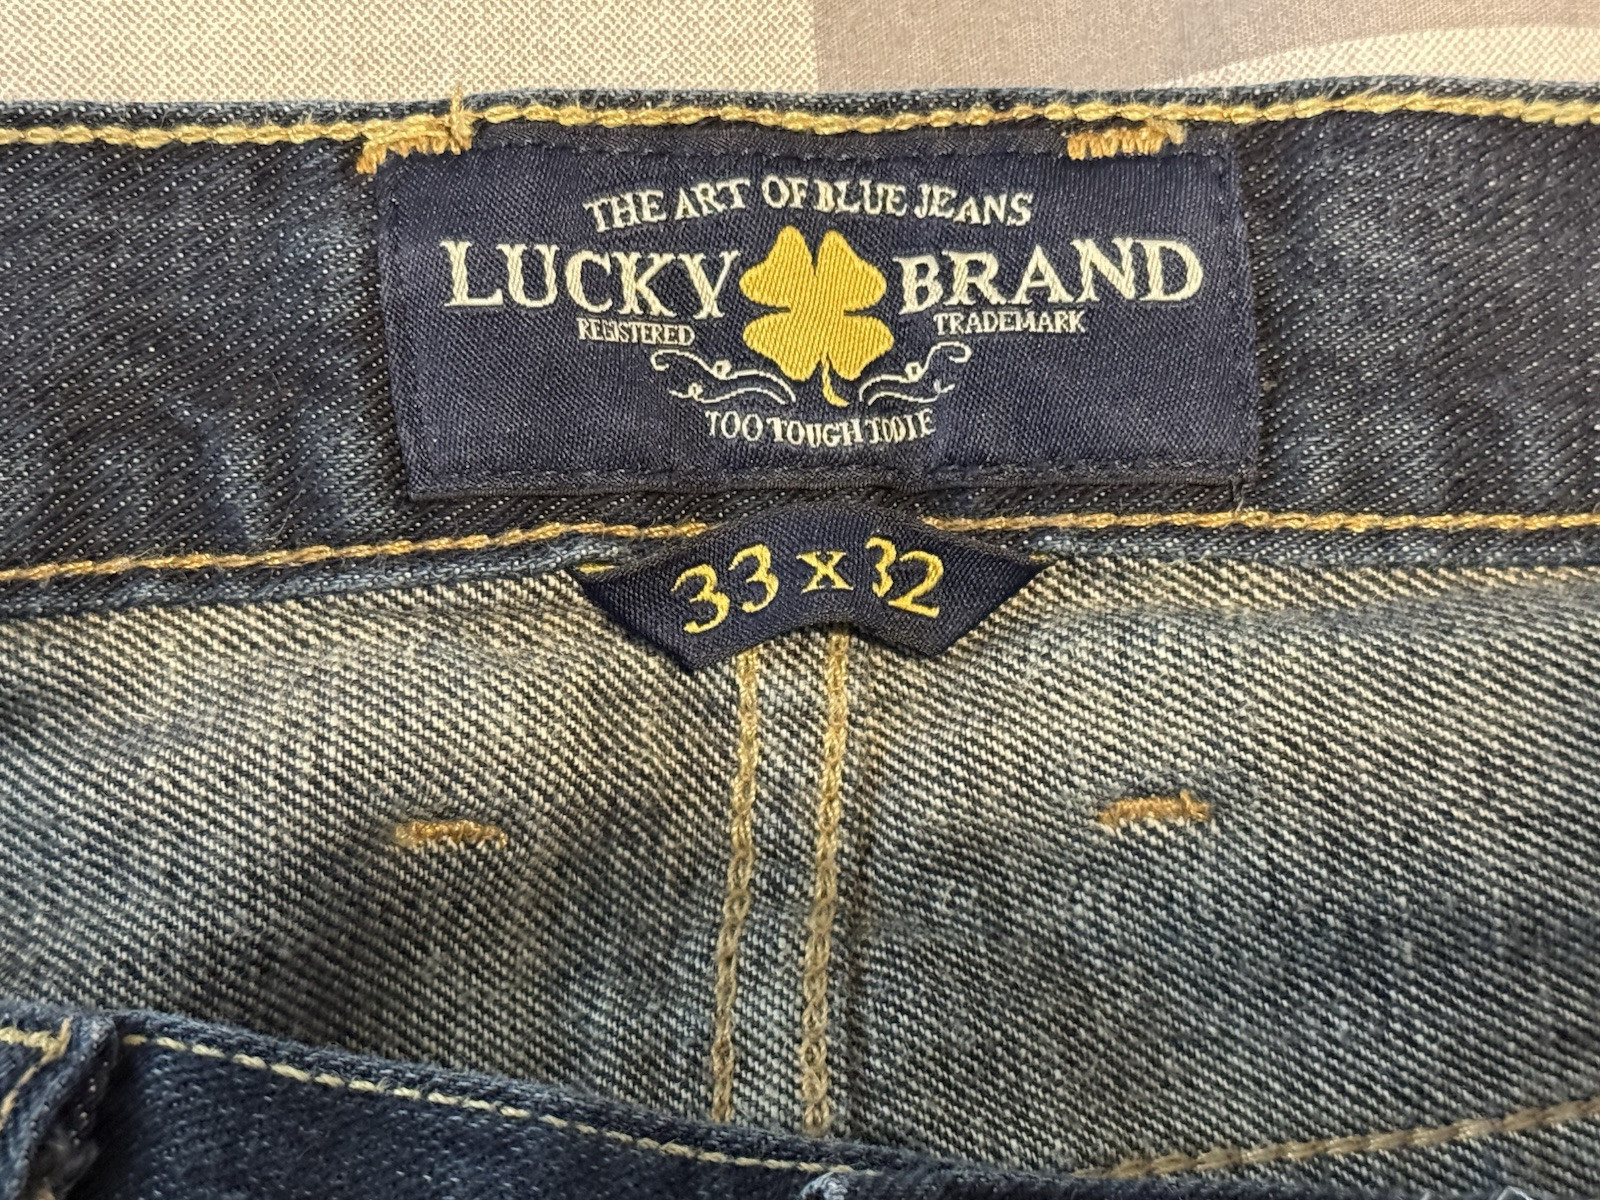 THE ART OF BLUE JEANS
LUCKY BRAND
REGISTERED TRADEMARK
TOO TOUGH TO DIE
33 x 32